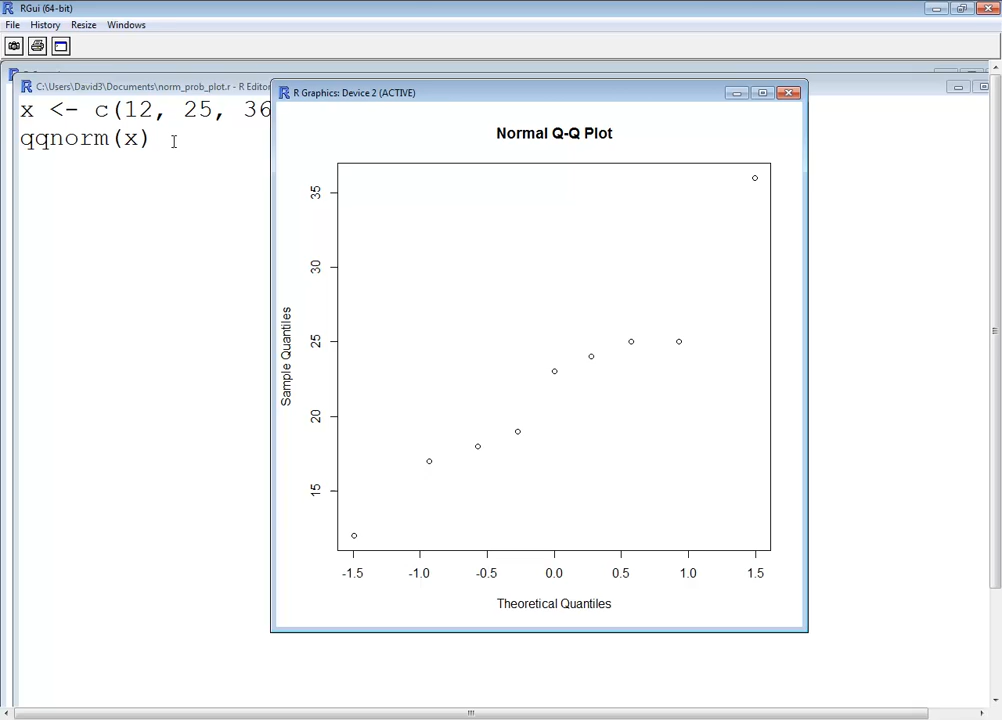 RGui (64-bit)
File History Resize Windows
C:\Users\David3\Documents\norm_prob_plot.r - R Editor
x <- c(12, 25, 36
qqnorm(x)
R Graphics: Device 2 (ACTIVE)
Normal Q-Q Plot
35
30
25
20
15
Sample Quantiles
-1.5 -1.0 -0.5 0.0 0.5 1.0 1.5
Theoretical Quantiles